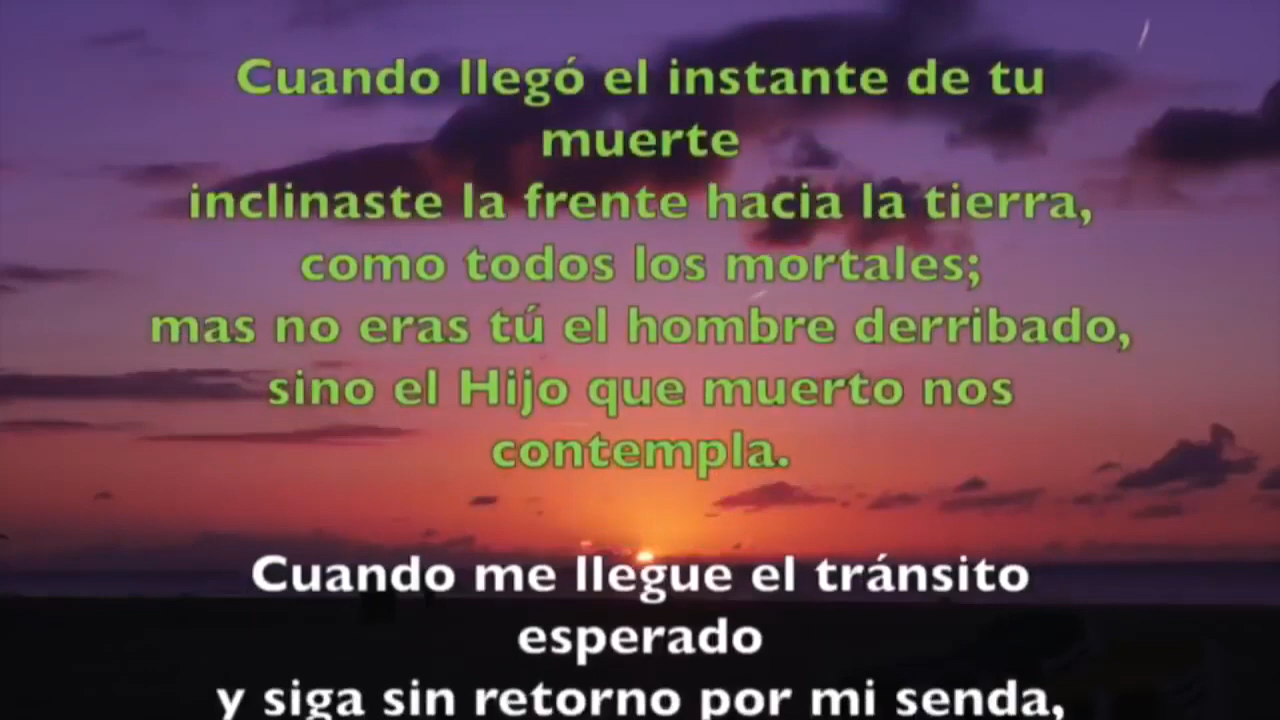 Cuando llegó el instante de tu
muerte
inclinaste la frente hacia la tierra,
como todos los mortales;
mas no eras tú el hombre derribado,
sino el Hijo que muerto nos
contempla.
Cuando me llegue el tránsito
esperado
y siga sin retorno por mi senda,